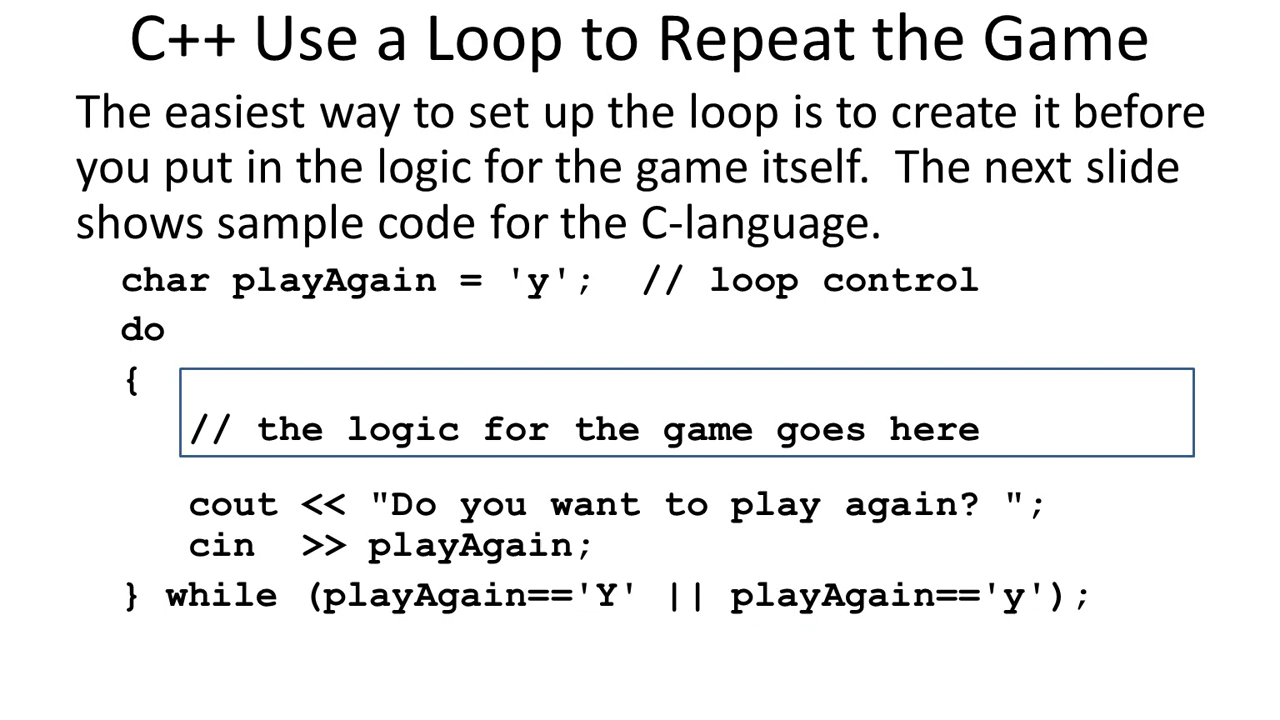 C++ Use a Loop to Repeat the Game
The easiest way to set up the loop is to create it before
you put in the logic for the game itself.  The next slide
shows sample code for the C-language.
char playAgain = 'y';  // loop control
do
{
// the logic for the game goes here
cout << "Do you want to play again? ";
cin  >> playAgain;
} while (playAgain=='Y' || playAgain=='y');